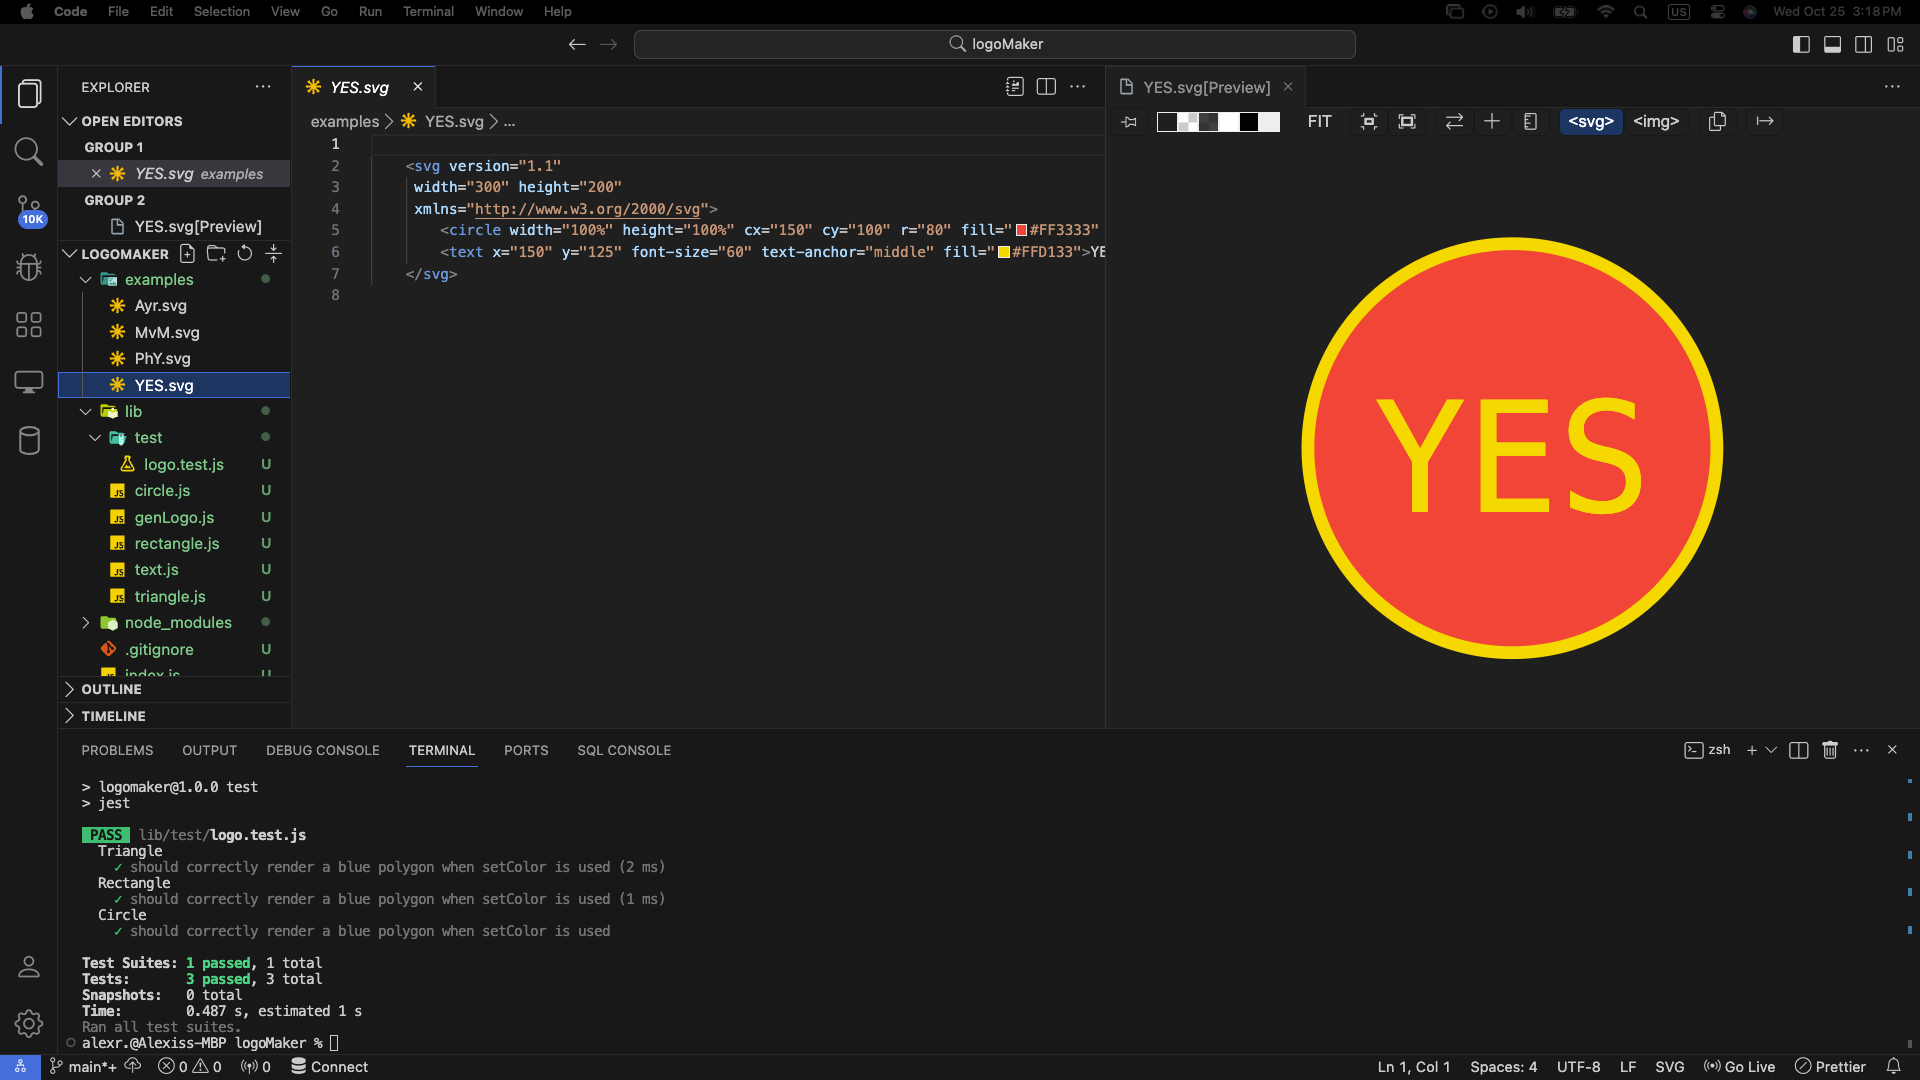 Code File Edit Selection View Go Run Terminal Window Help US Wed Oct 25 3:18 PM
logoMaker
EXPLORER
OPEN EDITORS
GROUP 1
YES.svg examples
GROUP 2
YES.svg[Preview]
LOGOMAKER
examples
Ayr.svg
MvM.svg
PhY.svg
YES.svg
lib
test
logo.test.js U
circle.js U
genLogo.js U
rectangle.js U
text.js U
triangle.js U
node_modules
.gitignore U
index.js U
OUTLINE
TIMELINE
10K
YES.svg
examples > YES.svg > ...
1
2 <svg version="1.1"
3 width="300" height="200"
4 xmlns="http://www.w3.org/2000/svg">
5 <circle width="100%" height="100%" cx="150" cy="100" r="80" fill="#FF3333"
6 <text x="150" y="125" font-size="60" text-anchor="middle" fill="#FFD133">YE
7 </svg>
8
YES.svg[Preview]
FIT <svg> <img>
YES
PROBLEMS OUTPUT DEBUG CONSOLE TERMINAL PORTS SQL CONSOLE zsh
> logomaker@1.0.0 test
> jest
PASS lib/test/logo.test.js
Triangle
✓ should correctly render a blue polygon when setColor is used (2 ms)
Rectangle
✓ should correctly render a blue polygon when setColor is used (1 ms)
Circle
✓ should correctly render a blue polygon when setColor is used
Test Suites: 1 passed, 1 total
Tests: 3 passed, 3 total
Snapshots: 0 total
Time: 0.487 s, estimated 1 s
Ran all test suites.
alexr.@Alexiss-MBP logoMaker %
main*+ 0 0 0 Connect Ln 1, Col 1 Spaces: 4 UTF-8 LF SVG Go Live Prettier